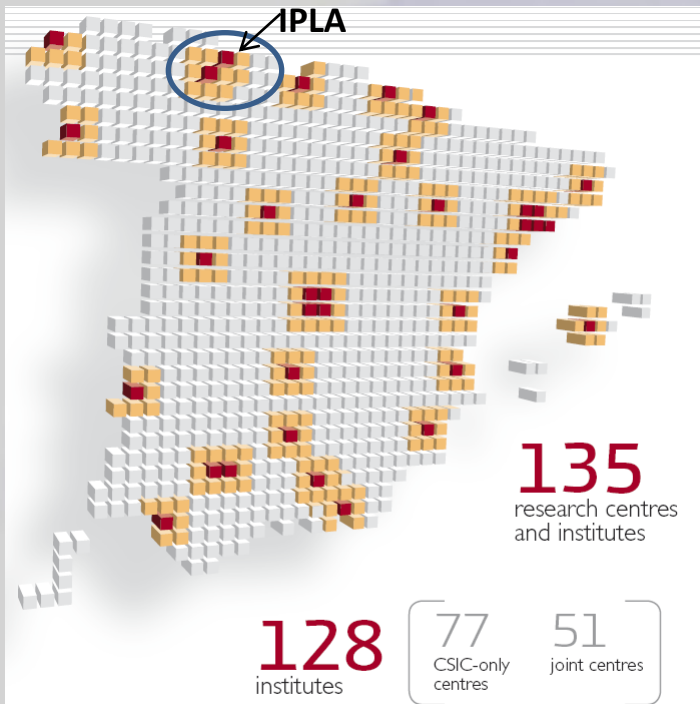 IPLA
135
research centres
and institutes
128
institutes
77
CSIC-only
centres
51
joint centres